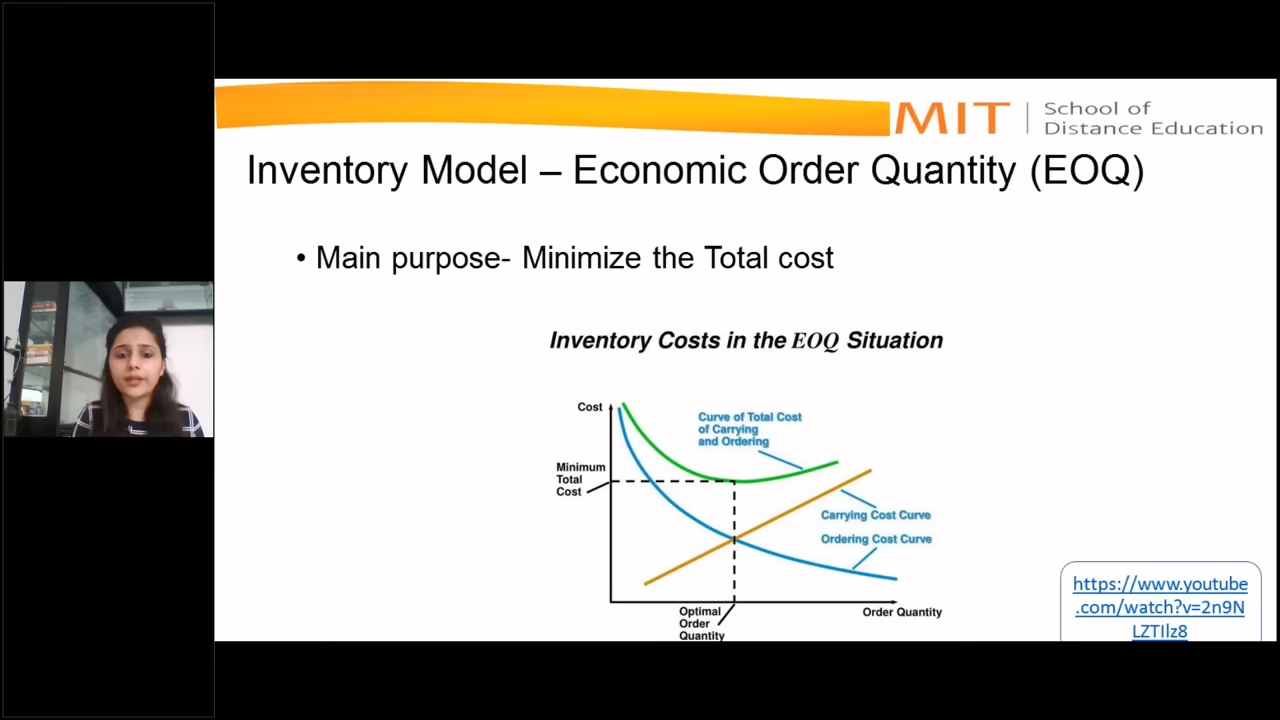 MIT
School of
Distance Education
Inventory Model – Economic Order Quantity (EOQ)
• Main purpose- Minimize the Total cost
Inventory Costs in the EOQ Situation
Cost
Curve of Total Cost
of Carrying
and Ordering
Minimum
Total
Cost
Carrying Cost Curve
Ordering Cost Curve
Optimal
Order
Quantity
Order Quantity
https://www.youtube
.com/watch?v=2n9N
LZTIlz8